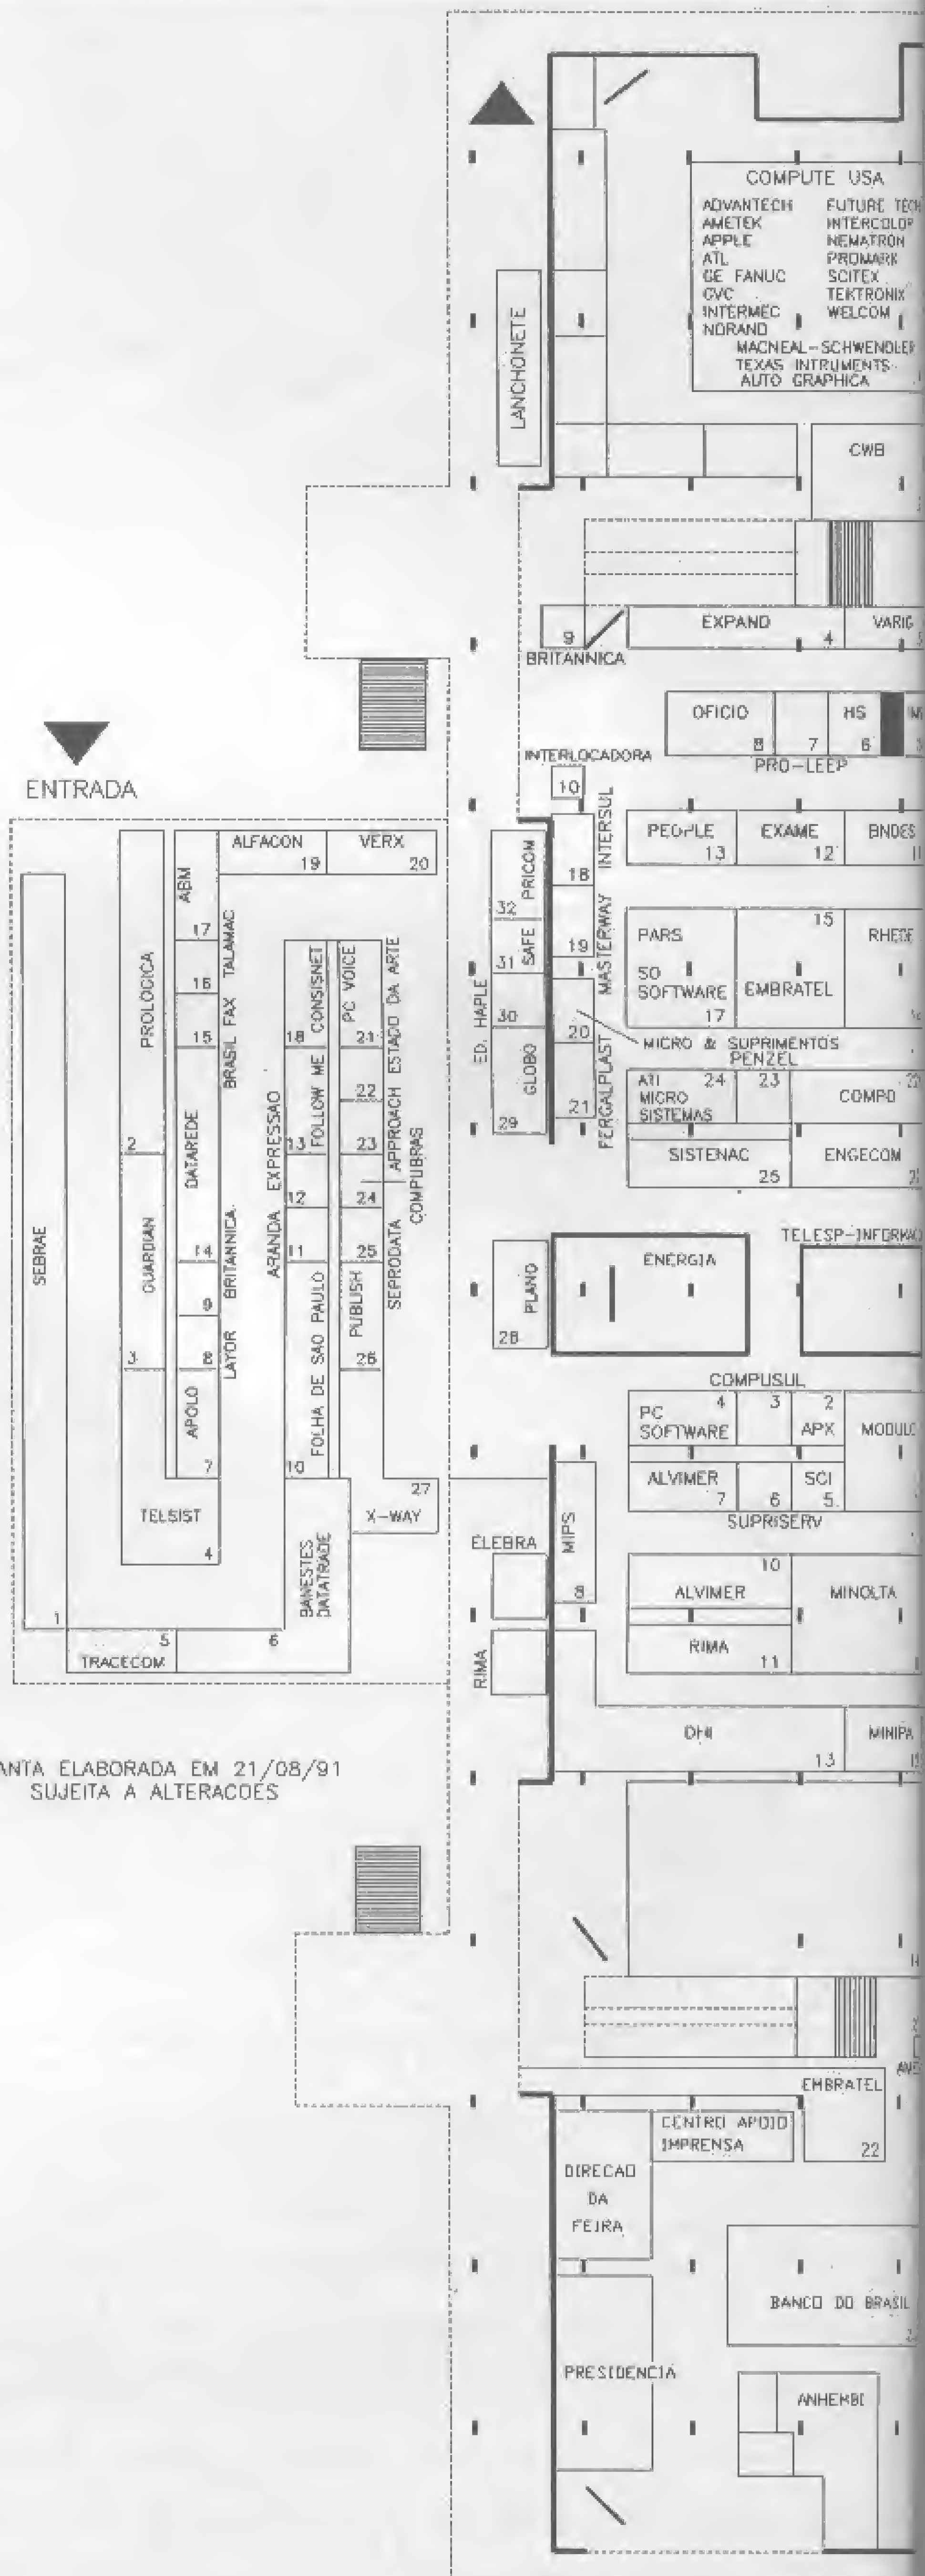 COMPUTE USA
ADVANTECH
AMETEK
APPLE
ATL
GE FANUC
CVC
INTERMEC
NORAND
FUTURE TECH
INTERCOLOR
NEMATRON
PROMARK
SCITEX
TEKTRONIX
WELCOM
MACNEAL-SCHWENDLER
TEXAS INTRUMENTS
AUTO GRAPHICA
LANCHONETE
CWB
EXPAND
4
VARIG
9
BRITANNICA
OFICIO
8
7
HS
6
PRO-LEEP
ENTRADA
INTERLOCADORA
10
PEOPLE
13
EXAME
12
BNDES
ALFACON
19
VERX
20
ABM
17
16
15
TALAMAC
BRASIL FAX
PROLOGICA
2
DATAREDE
14
GUARDIAN
3
9
8
BRITANNICA
LAYOR
APOLO
7
TELSIST
4
SEBRAE
1
TRACECOM
5
6
ARANDA EXPRESSAO
CONSISNET
18
FOLLOW ME
13
12
11
FOLHA DE SAO PAULO
10
PC VOICE
21
22
23
24
25
PUBLISH
26
ESTADO DA ARTE
APPROACH
COMPUBRAS
SEPRODATA
27
X-WAY
BANESTES
DATATRADE
PRICOM
32
SAFE
31
ED. HAPLE
30
GLOBO
29
INTERSUL
18
MASTERWAY
19
20
FERGALPLAST
21
MICRO & SUPRIMENTOS
PENZEL
PARS
SO
SOFTWARE
17
15
EMBRATEL
RHEDE
ATI
MICRO
SISTEMAS
24
23
COMPO
SISTENAC
25
ENGECOM
PLANO
28
ENERGIA
TELESP-INFORMAC
COMPUSUL
PC
SOFTWARE
4
3
2
APX
MODULO
ALVIMER
7
6
SCI
5
SUPRISERV
ELEBRA
MIPS
8
RIMA
10
ALVIMER
MINOLTA
RIMA
11
13
MINIPA
ANTA ELABORADA EM 21/08/91
SUJEITA A ALTERACOES
EMBRATEL
22
CENTRO APOIO
IMPRENSA
DIRECAO
DA
FEIRA
BANCO DO BRASIL
PRESIDENCIA
ANHEMBI